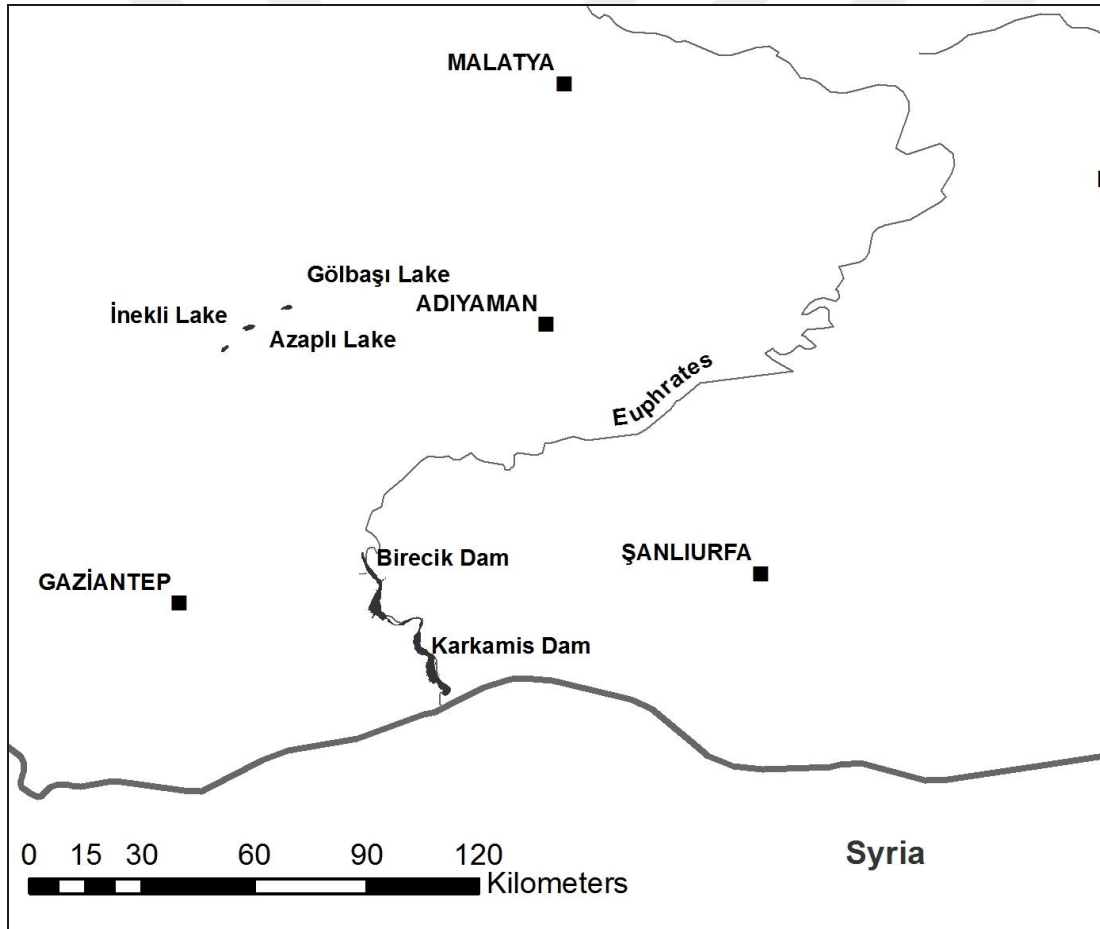 MALATYA
Gölbaşı Lake
İnekli Lake
ADIYAMAN
Azaplı Lake
Euphrates
Birecik Dam
ŞANLIURFA
GAZİANTEP
Karkamis Dam
Syria
0 15 30 60 90 120
Kilometers